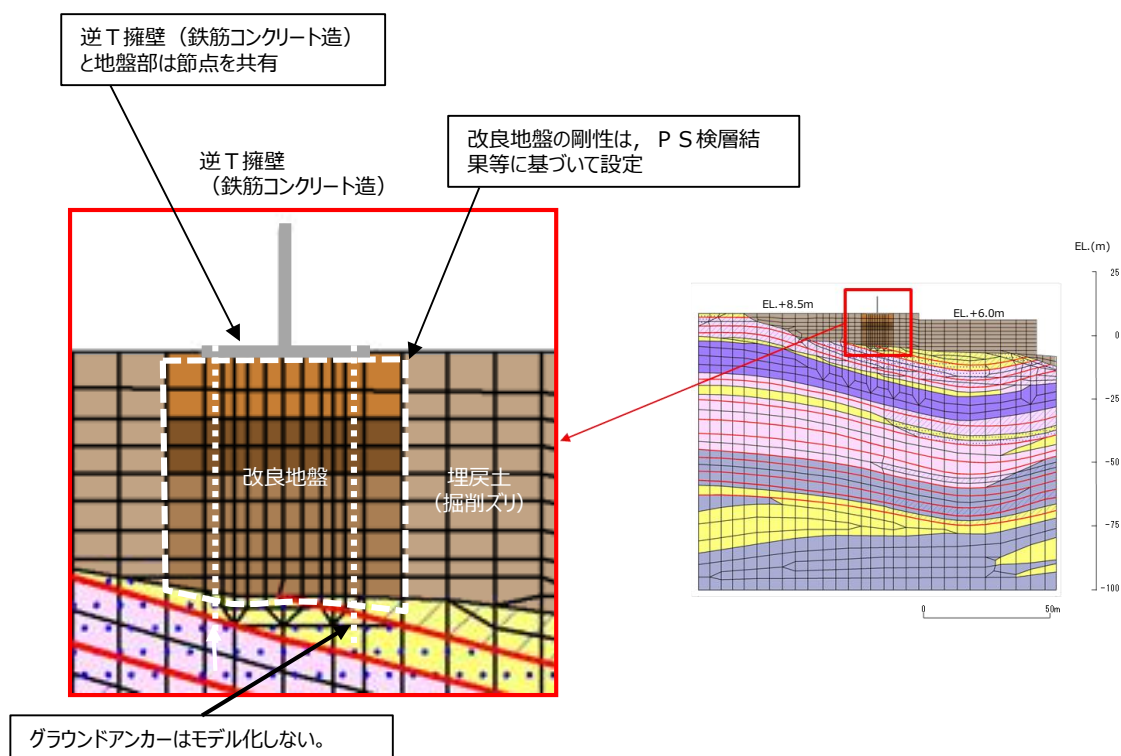 逆T擁壁（鉄筋コンクリート造）
と地盤部は節点を共有
改良地盤の剛性は，ＰＳ検層結
果等に基づいて設定
逆T擁壁
（鉄筋コンクリート造）
改良地盤
埋戻土
（掘削ズリ）
グラウンドアンカーはモデル化しない。
EL.(m)
25
EL.+8.5m
EL.+6.0m
0
-25
-50
-75
-100
0
50m